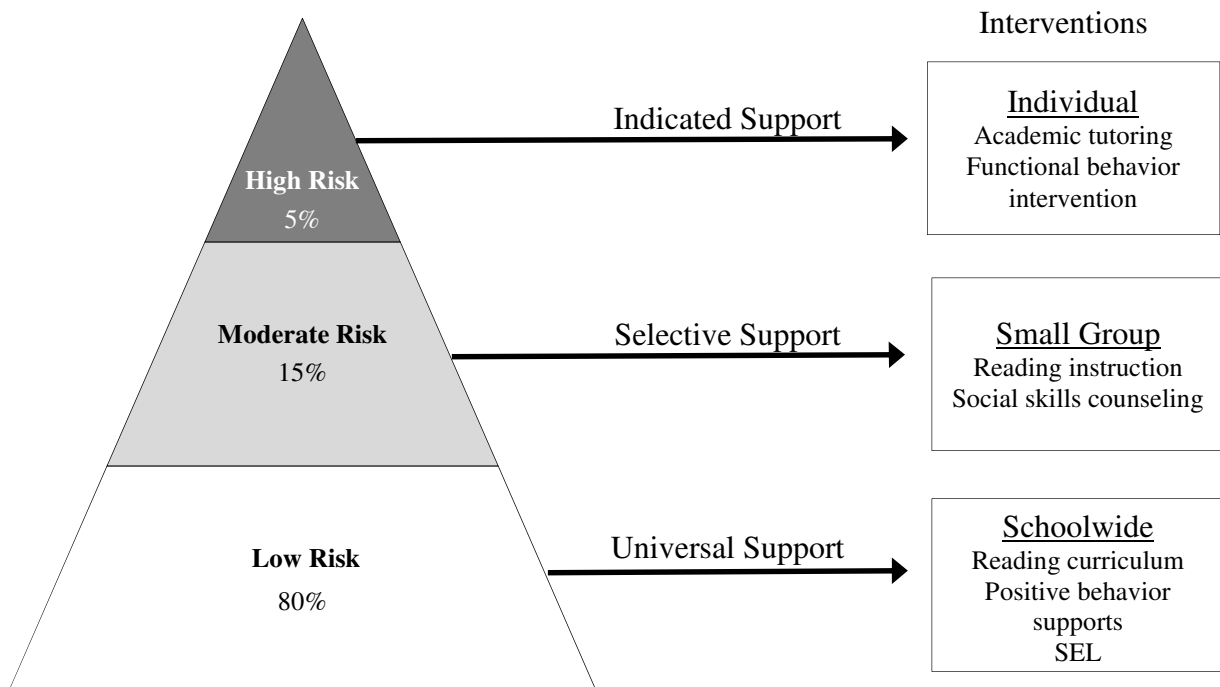 Interventions
High Risk
5%
Indicated Support
Individual
Academic tutoring
Functional behavior
intervention
Moderate Risk
15%
Selective Support
Small Group
Reading instruction
Social skills counseling
Low Risk
80%
Universal Support
Schoolwide
Reading curriculum
Positive behavior
supports
SEL